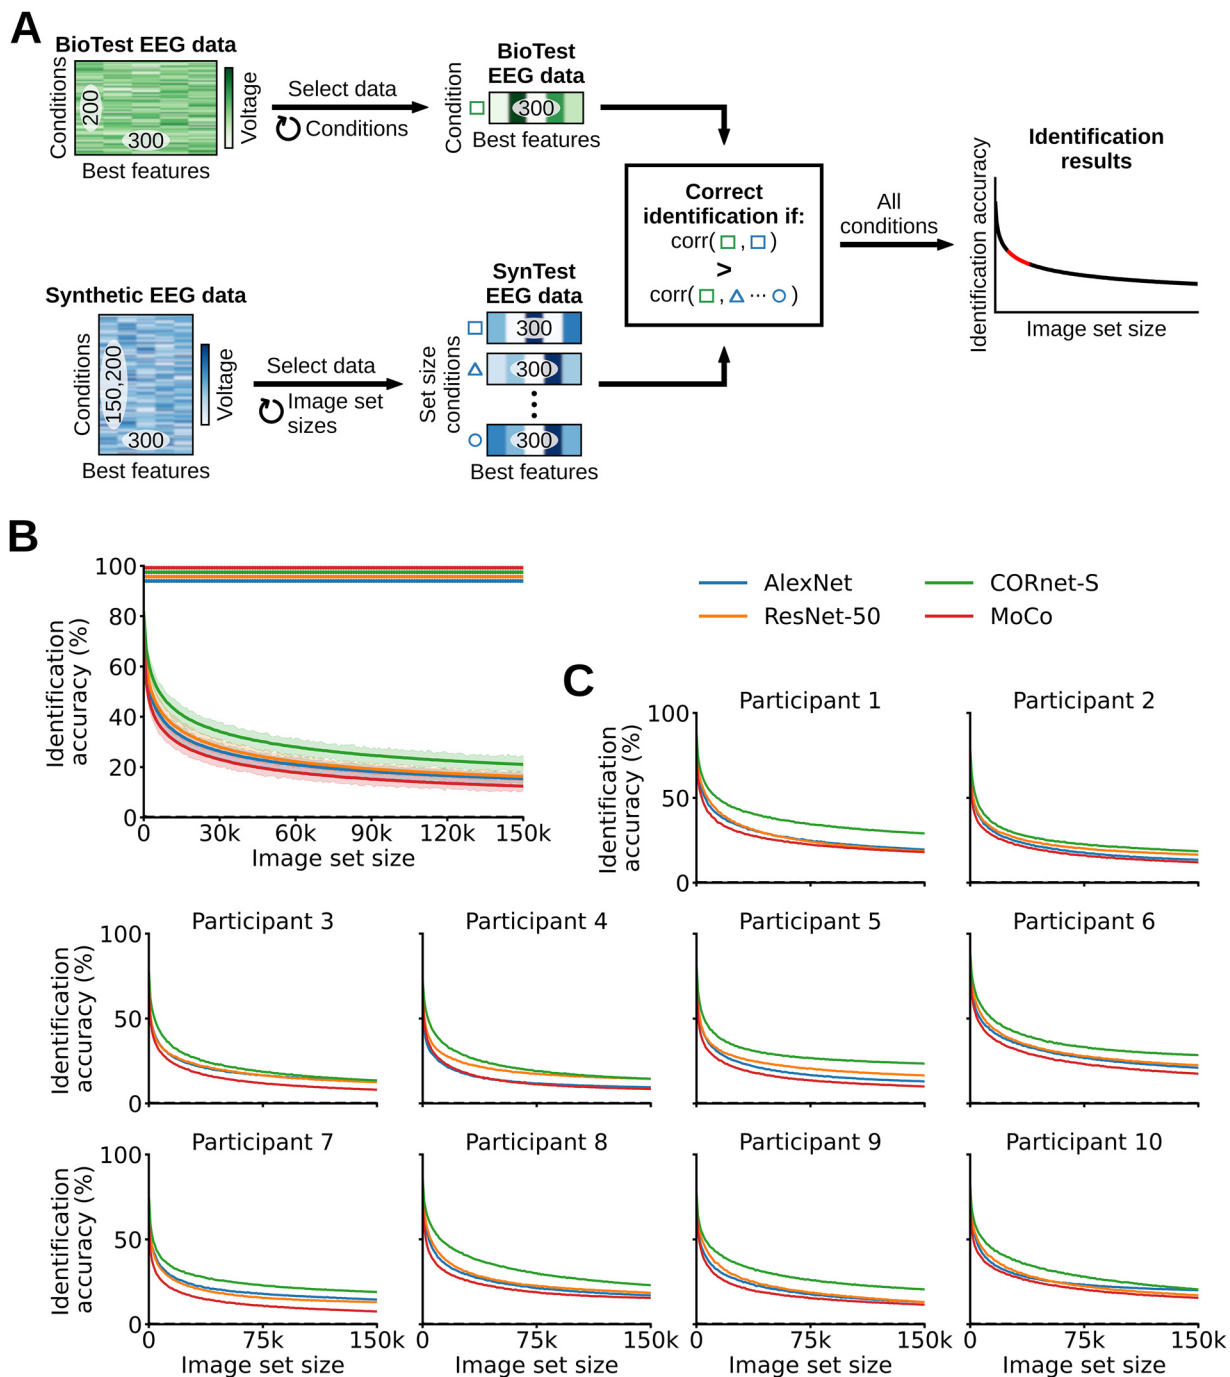 A
BioTest EEG data
Conditions
200
300
Best features
Voltage
Select data
Conditions
BioTest
EEG data
Condition
300
Best features
Synthetic EEG data
Conditions
150,200
300
Best features
Voltage
Select data
Image set
sizes
SynTest
EEG data
Set size
conditions
300
300
300
Best features
Correct
identification if:
corr( , )
>
corr( , ... )
All
conditions
Identification
results
Identification accuracy
Image set size
B
Identification
accuracy (%)
100
80
60
40
20
0
0 30k 60k 90k 120k 150k
Image set size
AlexNet
ResNet-50
CORnet-S
MoCo
C
Participant 1
Identification
accuracy (%)
100
50
0
75k 150k
Participant 2
75k 150k
Participant 3
Identification
accuracy (%)
100
50
0
Participant 4
Participant 5
Participant 6
Participant 7
Identification
accuracy (%)
100
50
0
0 75k 150k
Image set size
Participant 8
0 75k 150k
Image set size
Participant 9
0 75k 150k
Image set size
Participant 10
0 75k 150k
Image set size